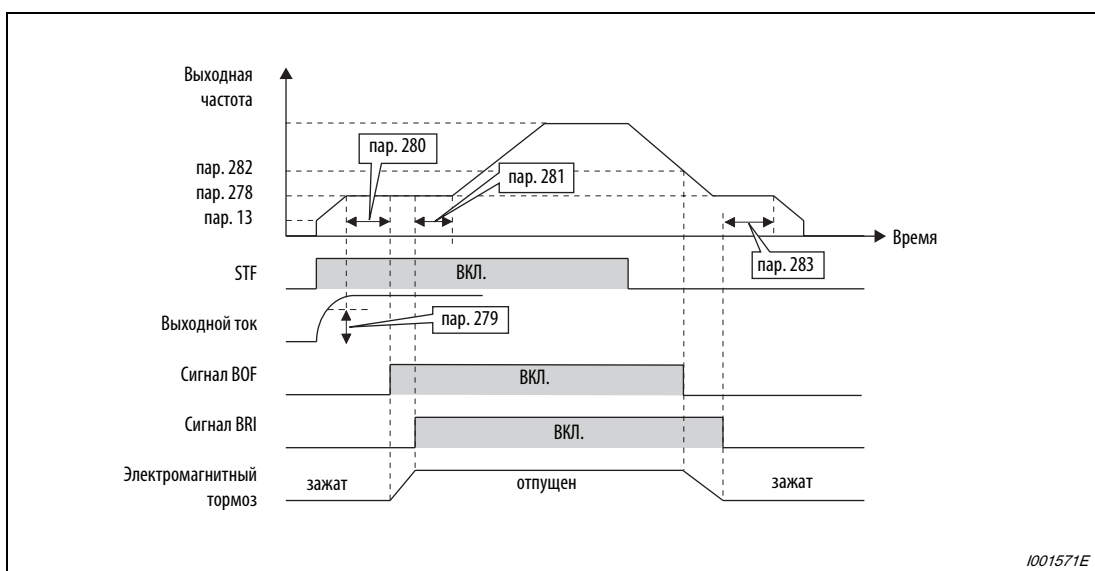 Выходная
частота
пар. 280
пар. 282
пар. 281
пар. 278
пар. 13
Время
пар. 283
STF
ВКЛ.
Выходной ток
пар. 279
Сигнал BOF
ВКЛ.
Сигнал BRI
ВКЛ.
Электромагнитный
тормоз
зажат
отпущен
зажат
I001571E